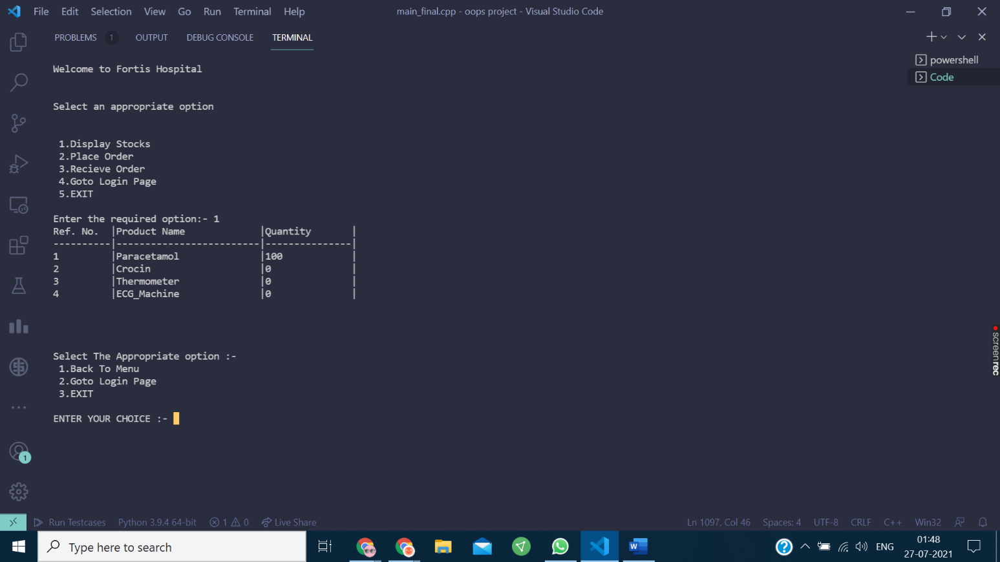 File Edit Selection View Go Run Terminal Help
main_final.cpp - oops project - Visual Studio Code
PROBLEMS 1 OUTPUT DEBUG CONSOLE TERMINAL
powershell
Code
Welcome to Fortis Hospital
Select an appropriate option
1.Display Stocks
2.Place Order
3.Recieve Order
4.Goto Login Page
5.EXIT
Enter the required option:- 1
Ref. No. |Product Name |Quantity |
----------|-------------------------|---------------|
1 |Paracetamol |100 |
2 |Crocin |0 |
3 |Thermometer |0 |
4 |ECG_Machine |0 |
Select The Appropriate option :-
1.Back To Menu
2.Goto Login Page
3.EXIT
ENTER YOUR CHOICE :-
screenrec
1
Run Testcases Python 3.9.4 64-bit 1 0 Live Share
Ln 1097, Col 46 Spaces: 4 UTF-8 CRLF C++ Win32
Type here to search
W
?
ENG
01:48
27-07-2021